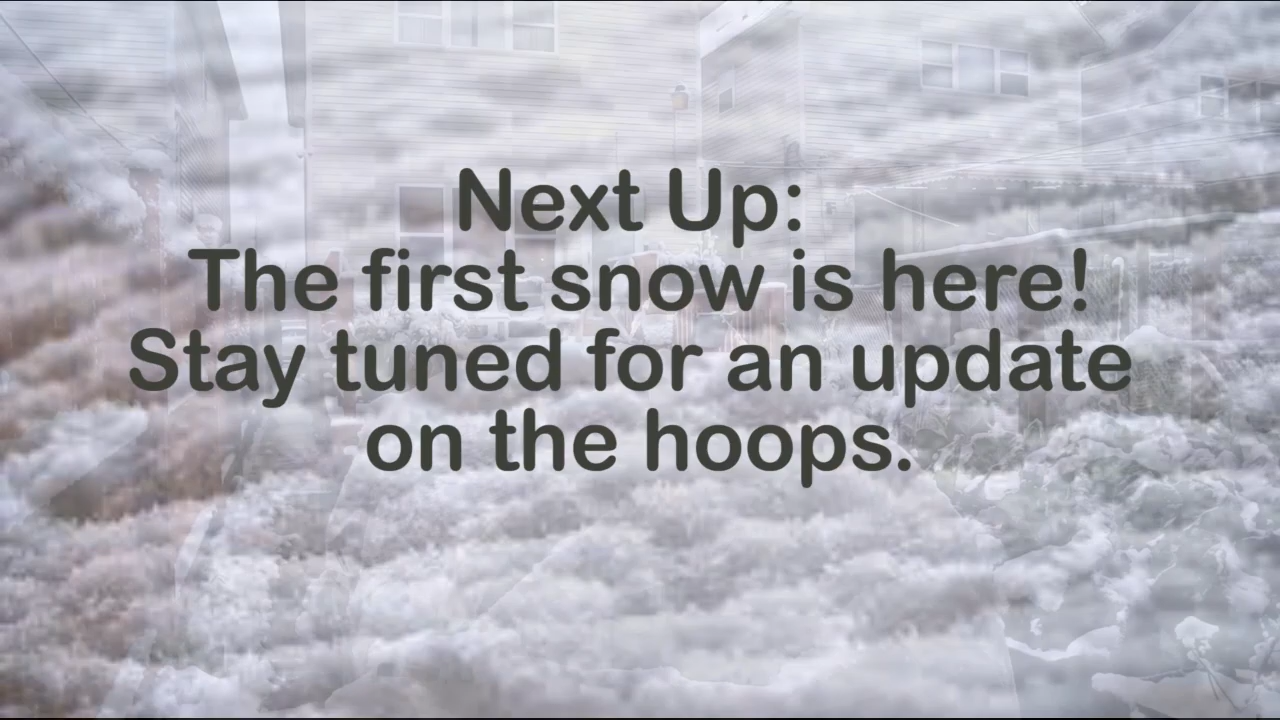 Next Up:
The first snow is here!
Stay tuned for an update
on the hoops.